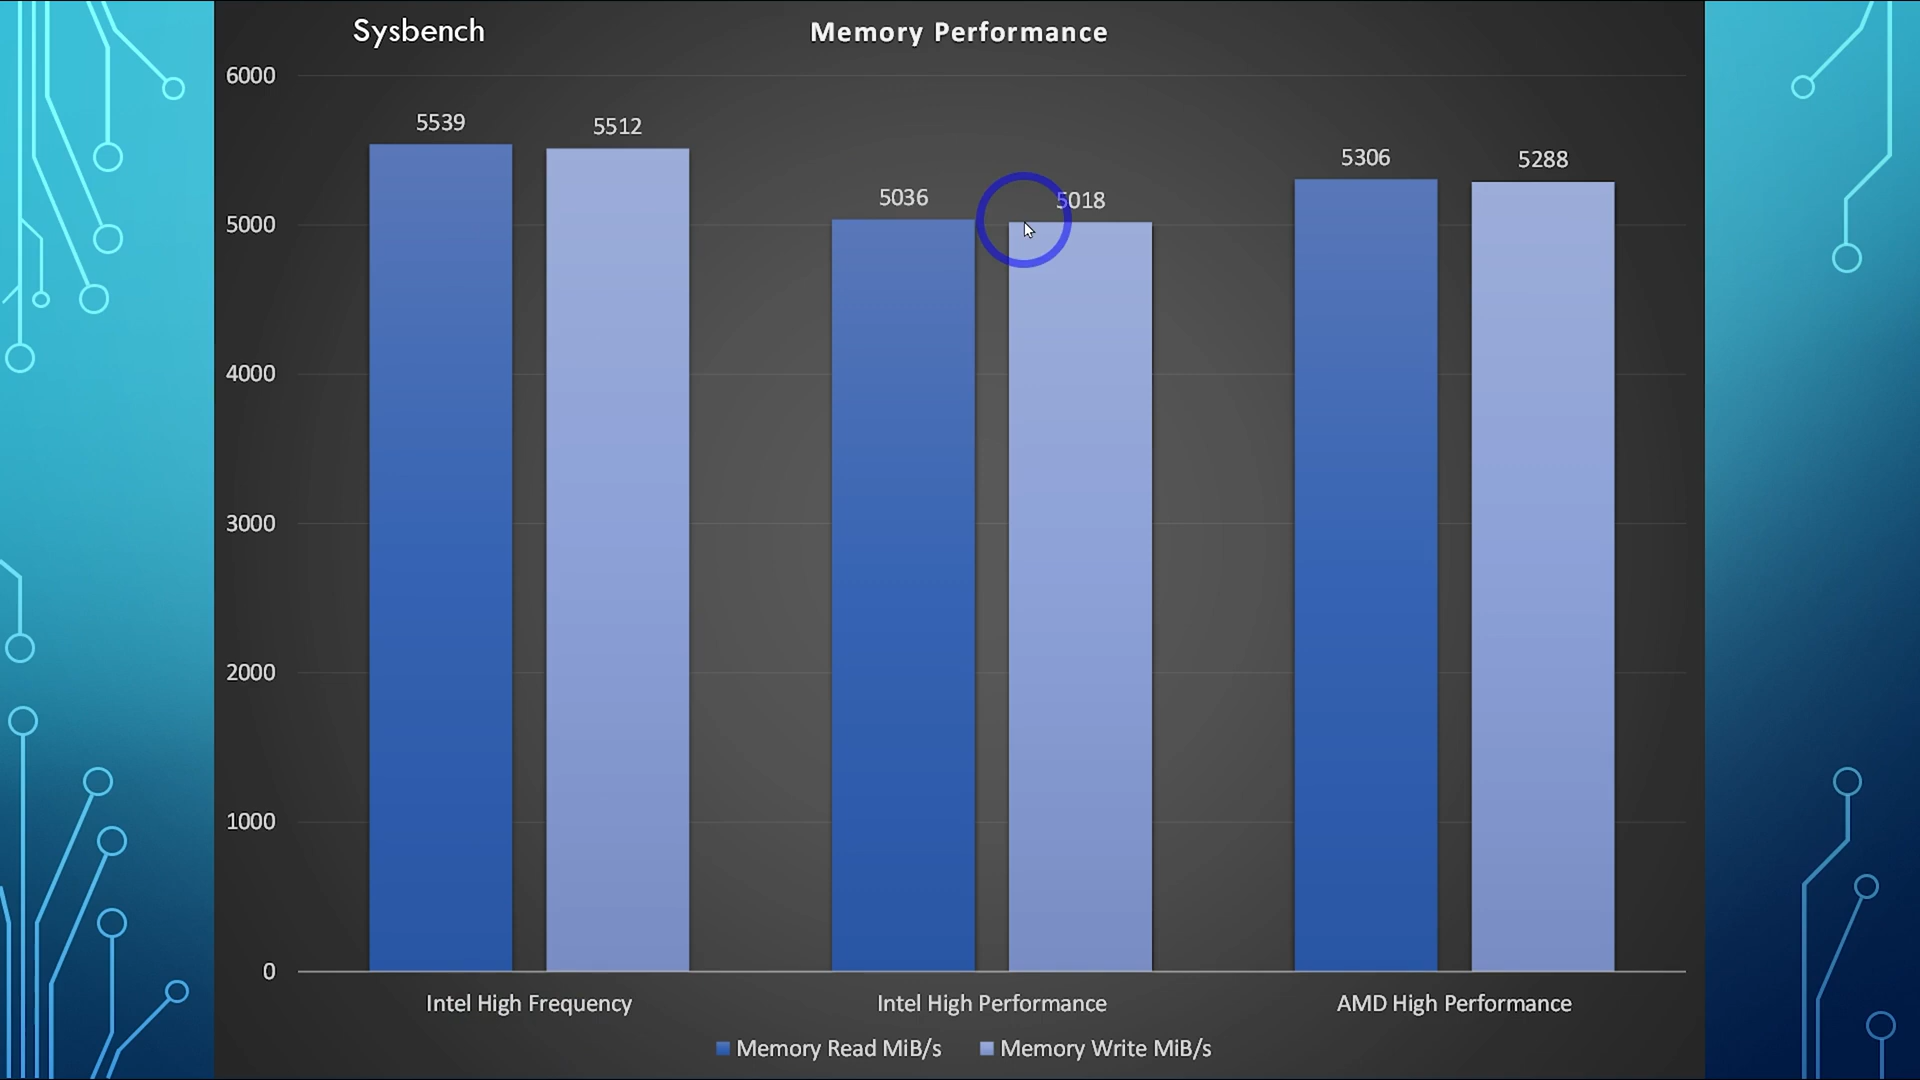 Sysbench
Memory Performance
6000
5000
4000
3000
2000
1000
0
5539
5512
5036
5018
5306
5288
Intel High Frequency
Intel High Performance
AMD High Performance
Memory Read MiB/s
Memory Write MiB/s